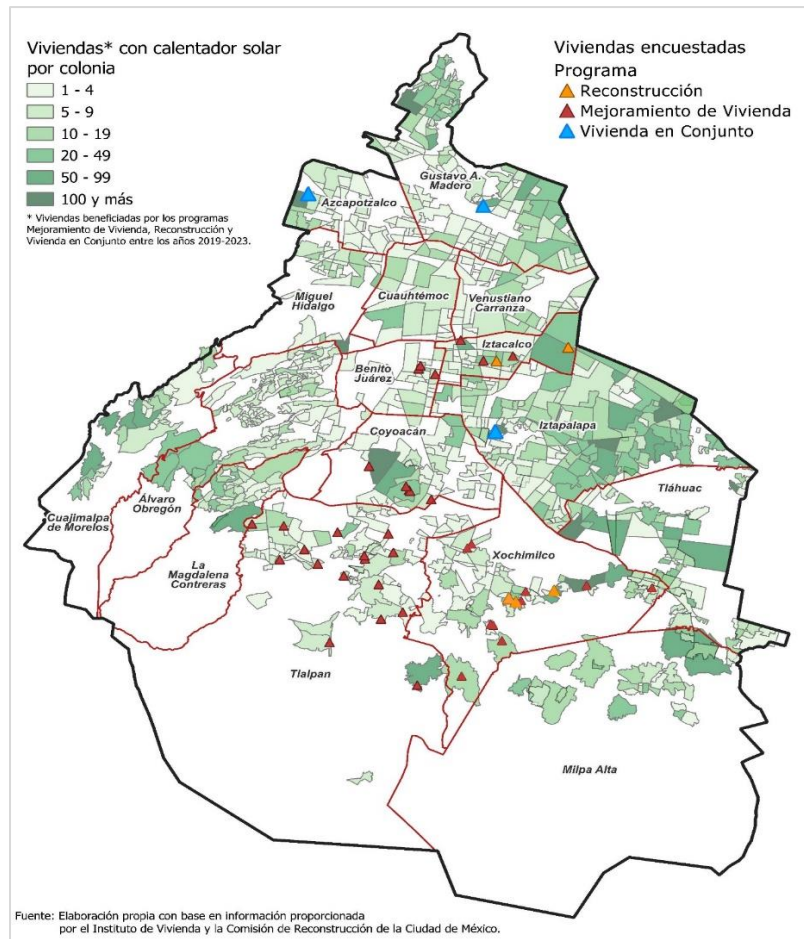 Viviendas* con calentador solar
por colonia
1 - 4
5 - 9
10 - 19
20 - 49
50 - 99
100 y más
* Viviendas beneficiadas por los programas
Mejoramiento de Vivienda, Reconstrucción y
Vivienda en Conjunto entre los años 2019-2023.
Viviendas encuestadas
Programa
Reconstrucción
Mejoramiento de Vivienda
Vivienda en Conjunto
Gustavo A.
Madero
Azcapotzalco
Miguel
Hidalgo
Cuauhtémoc
Venustiano
Carranza
Iztacalco
Benito
Juárez
Iztapalapa
Coyoacán
Tláhuac
Álvaro
Obregón
Cuajimalpa
de Morelos
La
Magdalena
Contreras
Xochimilco
Tlalpan
Milpa Alta
Fuente: Elaboración propia con base en información proporcionada
por el Instituto de Vivienda y la Comisión de Reconstrucción de la Ciudad de México.